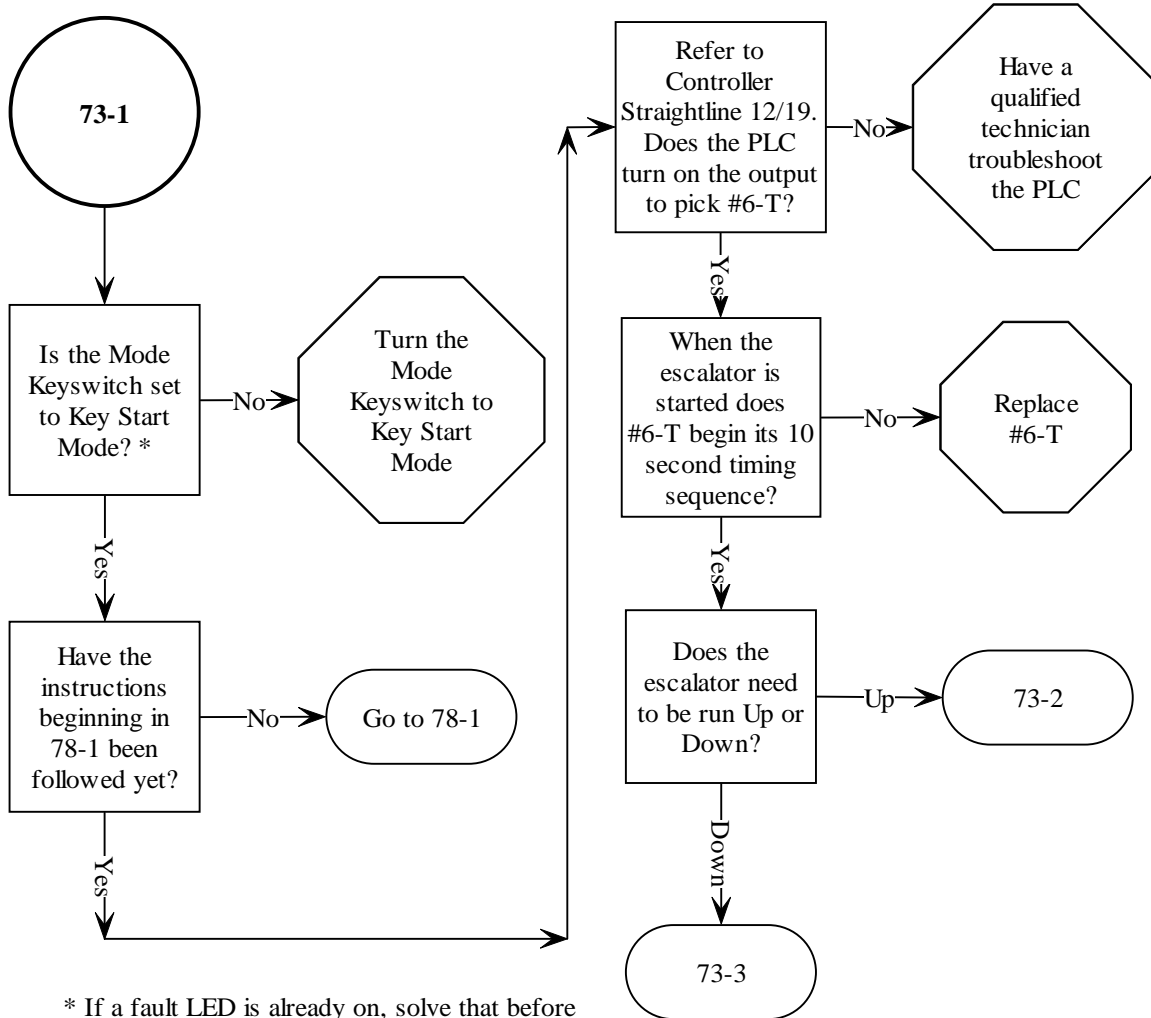 73-1
Is the Mode
Keyswitch set
to Key Start
Mode? *
No
Turn the
Mode
Keyswitch to
Key Start
Mode
Yes
Have the
instructions
beginning in
78-1 been
followed yet?
No
Go to 78-1
Yes
Refer to
Controller
Straightline 12/19.
Does the PLC
turn on the output
to pick #6-T?
No
Have a
qualified
technician
troubleshoot
the PLC
Yes
When the
escalator is
started does
#6-T begin its 10
second timing
sequence?
No
Replace
#6-T
Yes
Does the
escalator need
to be run Up or
Down?
Up
73-2
Down
73-3
* If a fault LED is already on, solve that before